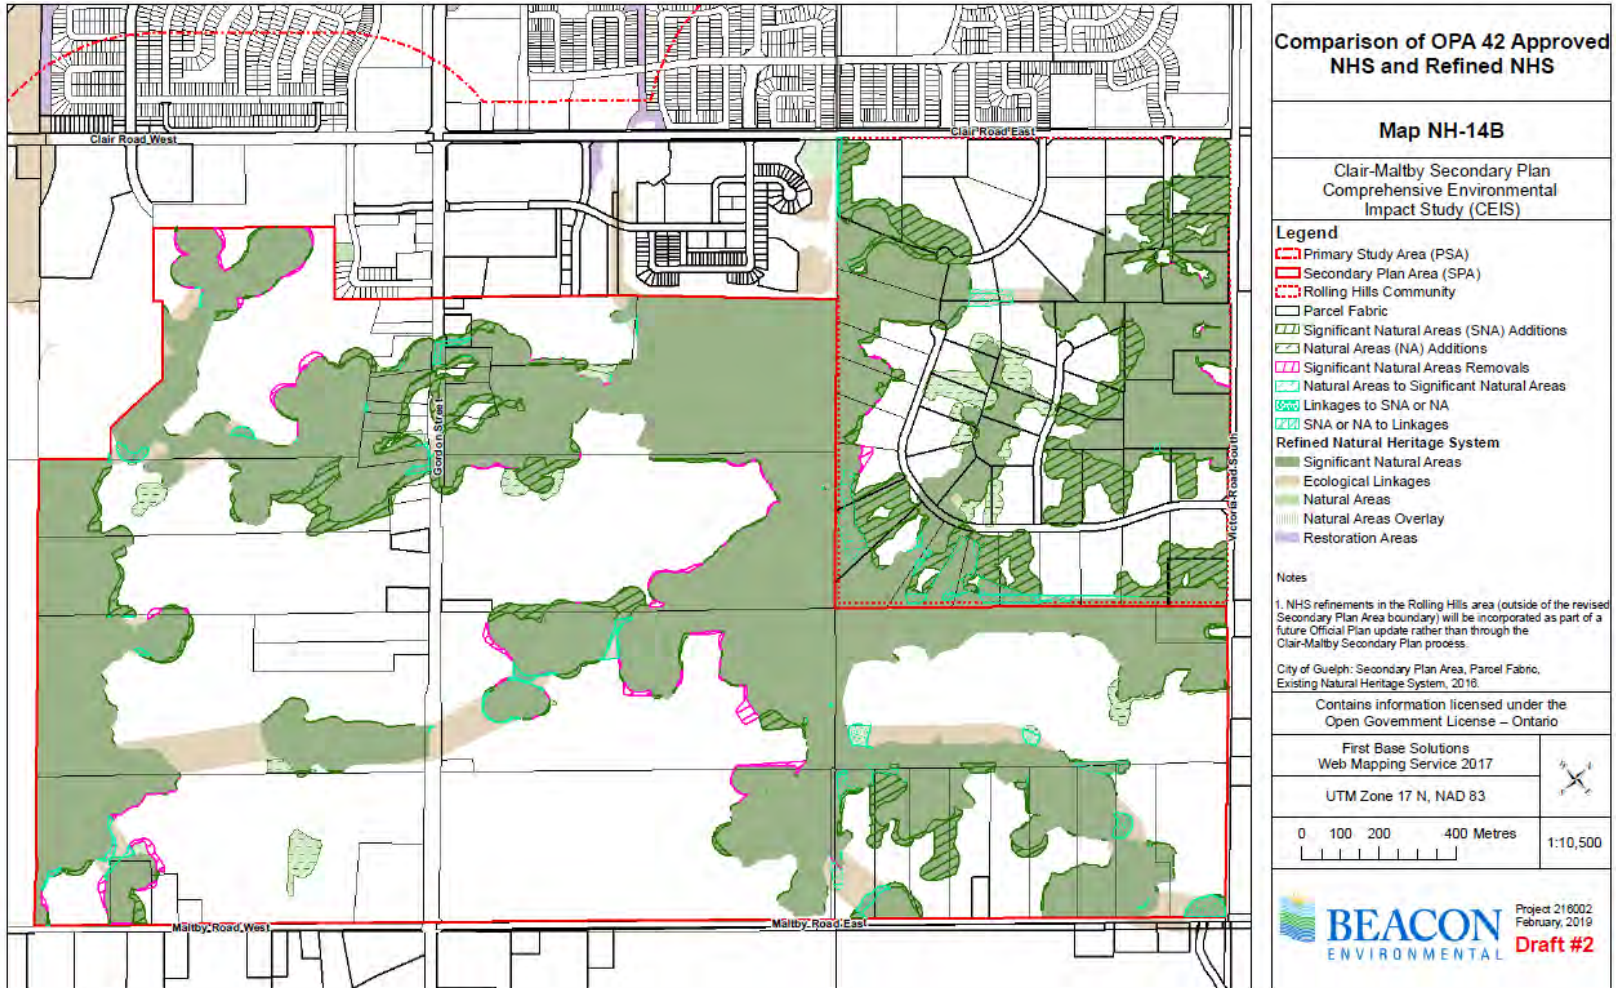 Clair Road West
Clair Road East
Gordon Street
Victoria Road South
Maltby Road West
Maltby Road East
Comparison of OPA 42 Approved
NHS and Refined NHS
Map NH-14B
Clair-Maltby Secondary Plan
Comprehensive Environmental
Impact Study (CEIS)
Legend
Primary Study Area (PSA)
Secondary Plan Area (SPA)
Rolling Hills Community
Parcel Fabric
Significant Natural Areas (SNA) Additions
Natural Areas (NA) Additions
Significant Natural Areas Removals
Natural Areas to Significant Natural Areas
Linkages to SNA or NA
SNA or NA to Linkages
Refined Natural Heritage System
Significant Natural Areas
Ecological Linkages
Natural Areas
Natural Areas Overlay
Restoration Areas
Notes
1. NHS refinements in the Rolling Hills area (outside of the revised
Secondary Plan Area boundary) will be incorporated as part of a
future Official Plan update rather than through the
Clair-Maltby Secondary Plan process.
City of Guelph: Secondary Plan Area, Parcel Fabric,
Existing Natural Heritage System, 2016.
Contains information licensed under the
Open Government License – Ontario
First Base Solutions
Web Mapping Service 2017
UTM Zone 17 N, NAD 83
0 100 200 400 Metres
1:10,500
BEACON
ENVIRONMENTAL
Project 216002
February, 2019
Draft #2